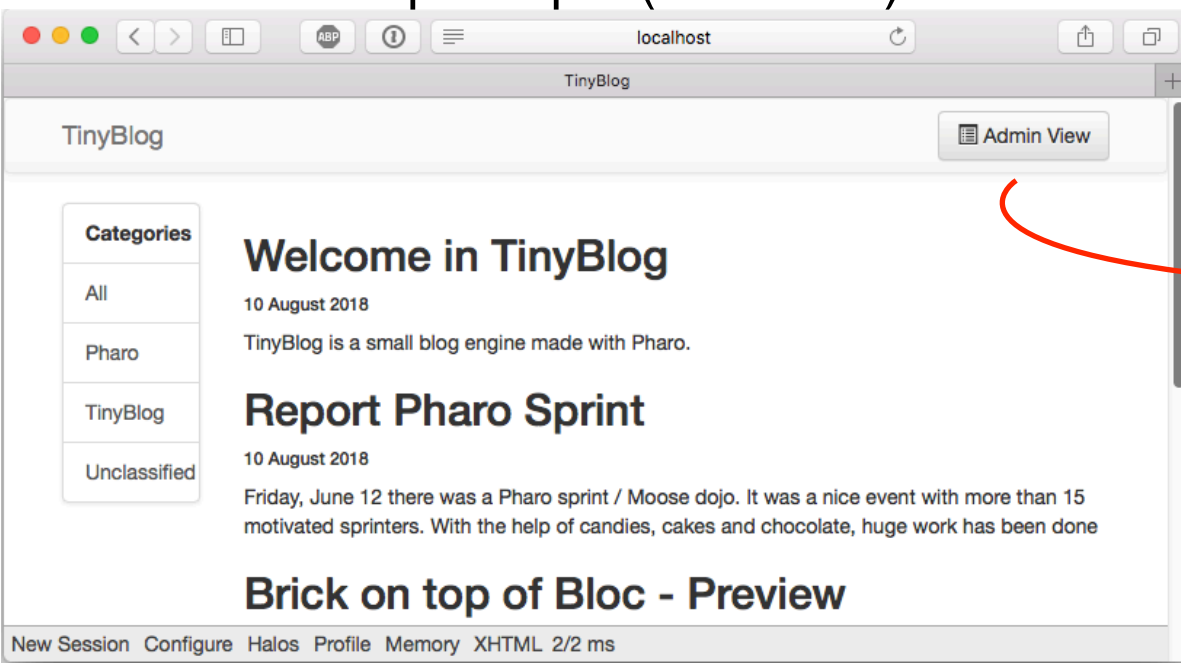 localhost
TinyBlog
TinyBlog
Admin View
Categories
All
Pharo
TinyBlog
Unclassified
Welcome in TinyBlog
10 August 2018
TinyBlog is a small blog engine made with Pharo.
Report Pharo Sprint
10 August 2018
Friday, June 12 there was a Pharo sprint / Moose dojo. It was a nice event with more than 15
motivated sprinters. With the help of candies, cakes and chocolate, huge work has been done
Brick on top of Bloc - Preview
New Session Configure Halos Profile Memory XHTML 2/2 ms